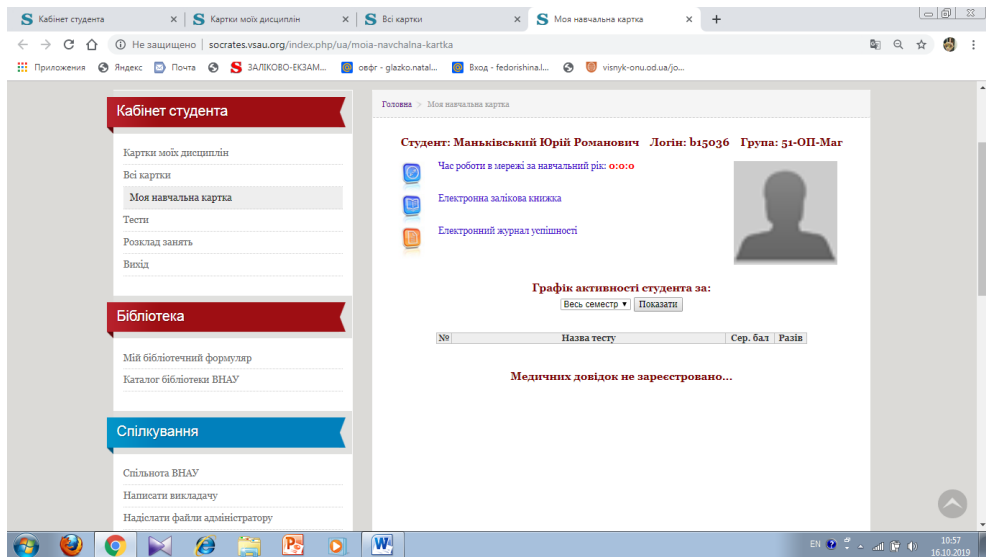 Кабінет студента
Картки моїх дисциплін
Всі картки
Моя навчальна картка
Не защищено | socrates.vsau.org/index.php/ua/moia-navchalna-kartka
Приложения Яндекс Почта ЗАЛІКОВО-ЕКЗАМ... овфр - glazko.natal... Вход - fedorishina.l... visnyk-onu.od.ua/jo...
Кабінет студента
Картки моїх дисциплін
Всі картки
Моя навчальна картка
Тести
Розклад занять
Вихід
Бібліотека
Мій бібліотечний формуляр
Каталог бібліотеки ВНАУ
Спілкування
Спільнота ВНАУ
Написати викладачу
Надіслати файли адміністратору
Головна > Моя навчальна картка
Студент: Маньківський Юрій Романович Логін: b15036 Група: 51-ОП-Маг
Час роботи в мережі за навчальний рік: 0:0:0
Електронна залікова книжка
Електронний журнал успішності
Графік активності студента за:
Весь семестр Показати
№ Назва тесту Сер. бал Разів
Медичних довідок не зареєстровано...
EN 10:57
16.10.2019